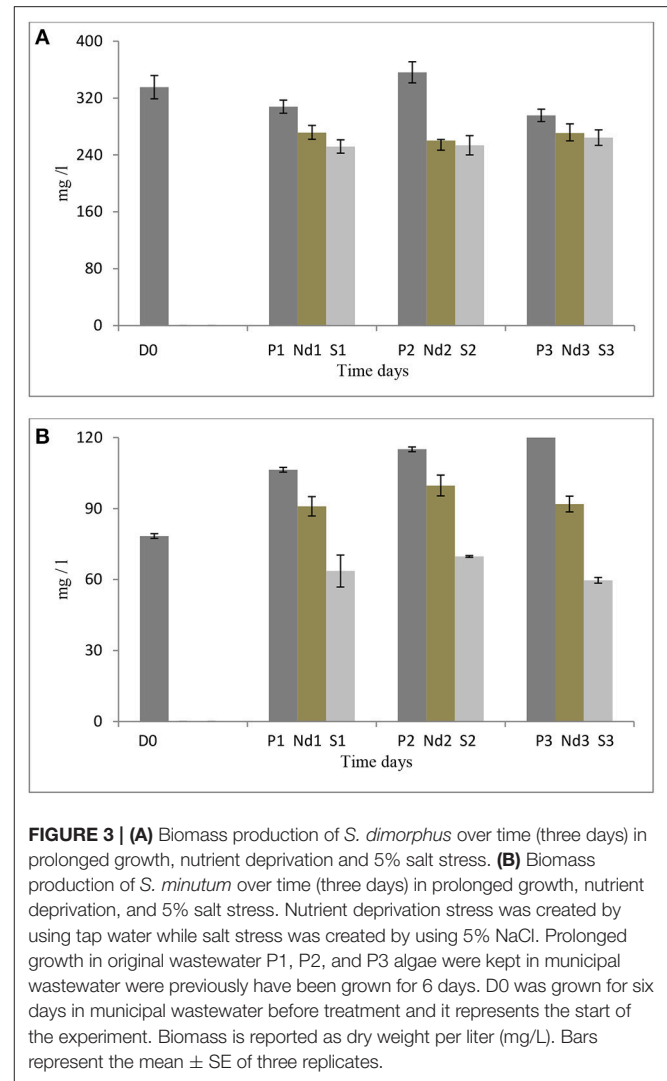 A
400
320
240
160
80
0
mg /l
D0 P1 Nd1 S1 P2 Nd2 S2 P3 Nd3 S3
Time days
B
120
90
60
30
0
mg / l
D0 P1 Nd1 S1 P2 Nd2 S2 P3 Nd3 S3
Time days
FIGURE 3 | (A) Biomass production of S. dimorphus over time (three days) in
prolonged growth, nutrient deprivation and 5% salt stress. (B) Biomass
production of S. minutum over time (three days) in prolonged growth, nutrient
deprivation, and 5% salt stress. Nutrient deprivation stress was created by
using tap water while salt stress was created by using 5% NaCl. Prolonged
growth in original wastewater P1, P2, and P3 algae were kept in municipal
wastewater were previously have been grown for 6 days. D0 was grown for six
days in municipal wastewater before treatment and it represents the start of
the experiment. Biomass is reported as dry weight per liter (mg/L). Bars
represent the mean ± SE of three replicates.